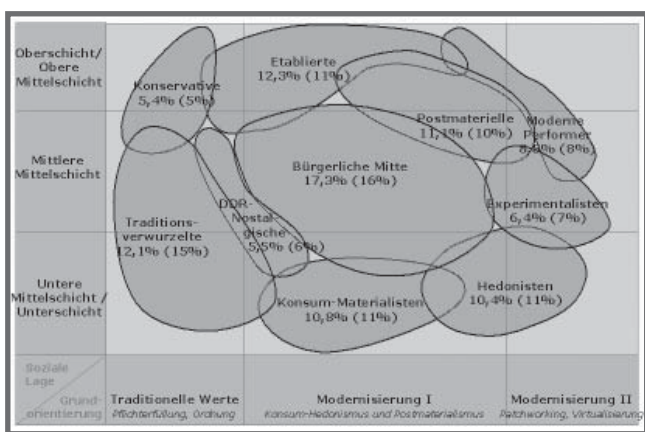 Oberschicht/
Obere
Mittelschicht
Mittlere
Mittelschicht
Untere
Mittelschicht /
Unterschicht
Konservative
5,4% (5%)
Etablierte
12,3% (11%)
Postmaterielle
11,1% (10%)
Moderne
Performer
(8%)
Bürgerliche Mitte
17,3% (16%)
Experimentalisten
6,4% (7%)
Traditions-
verwurzelte
12,1% (15%)
DDR-
Nostal-
gische
5,5% (6%)
Konsum-Materialisten
10,8% (11%)
Hedonisten
10,4% (11%)
Soziale
Lage
Grund-
orientierung
Traditionelle Werte
Pflichterfüllung, Ordnung
Modernisierung I
Konsum-Hedonismus und Postmaterialismus
Modernisierung II
Patchworking, Virtualisierung